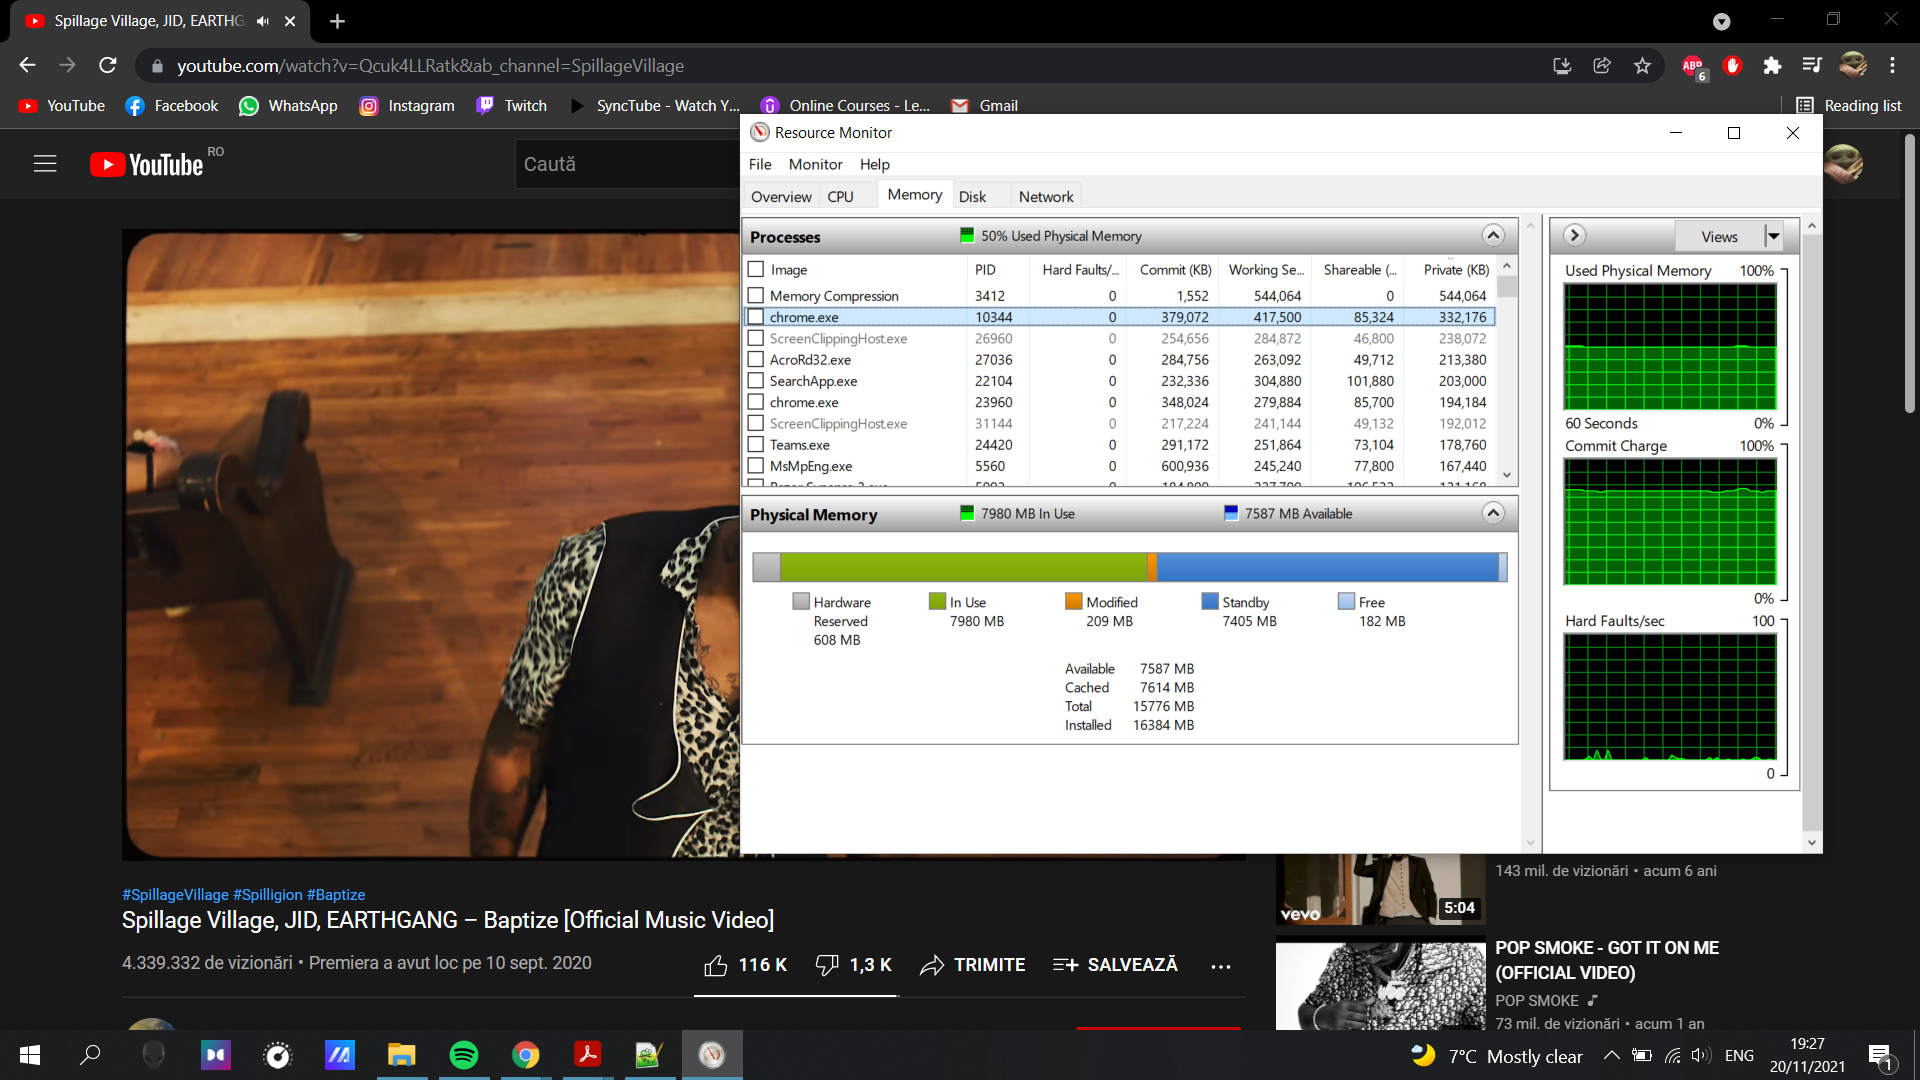 Spillage Village, JID, EARTHG
youtube.com/watch?v=Qcuk4LLRatk&ab_channel=SpillageVillage
ABP
6
YouTube
Facebook
WhatsApp
Instagram
Twitch
SyncTube - Watch Y...
Online Courses - Le...
Gmail
Reading list
YouTube RO
Caută
Resource Monitor
File Monitor Help
Overview CPU Memory Disk Network
Processes 50% Used Physical Memory
Image PID Hard Faults/... Commit (KB) Working Se... Shareable (... Private (KB)
Memory Compression 3412 0 1,552 544,064 0 544,064
chrome.exe 10344 0 379,072 417,500 85,324 332,176
ScreenClippingHost.exe 26960 0 254,656 284,872 46,800 238,072
AcroRd32.exe 27036 0 284,756 263,092 49,712 213,380
SearchApp.exe 22104 0 232,336 304,880 101,880 203,000
chrome.exe 23960 0 348,024 279,884 85,700 194,184
ScreenClippingHost.exe 31144 0 217,224 241,144 49,132 192,012
Teams.exe 24420 0 291,172 251,864 73,104 178,760
MsMpEng.exe 5560 0 600,936 245,240 77,800 167,440
Physical Memory 7980 MB In Use 7587 MB Available
Hardware Reserved 608 MB
In Use 7980 MB
Modified 209 MB
Standby 7405 MB
Free 182 MB
Available 7587 MB
Cached 7614 MB
Total 15776 MB
Installed 16384 MB
Views
Used Physical Memory 100%
60 Seconds 0%
Commit Charge 100%
0%
Hard Faults/sec 100
0
#SpillageVillage #Spilligion #Baptize
Spillage Village, JID, EARTHGANG – Baptize [Official Music Video]
4.339.332 de vizionări • Premiera a avut loc pe 10 sept. 2020
116 K 1,3 K TRIMITE SALVEAZĂ ...
143 mil. de vizionări • acum 6 ani
vevo
5:04
POP SMOKE - GOT IT ON ME
(OFFICIAL VIDEO)
POP SMOKE
73 mil. de vizionări • acum 1 an
7°C Mostly clear
ENG
19:27
20/11/2021
1